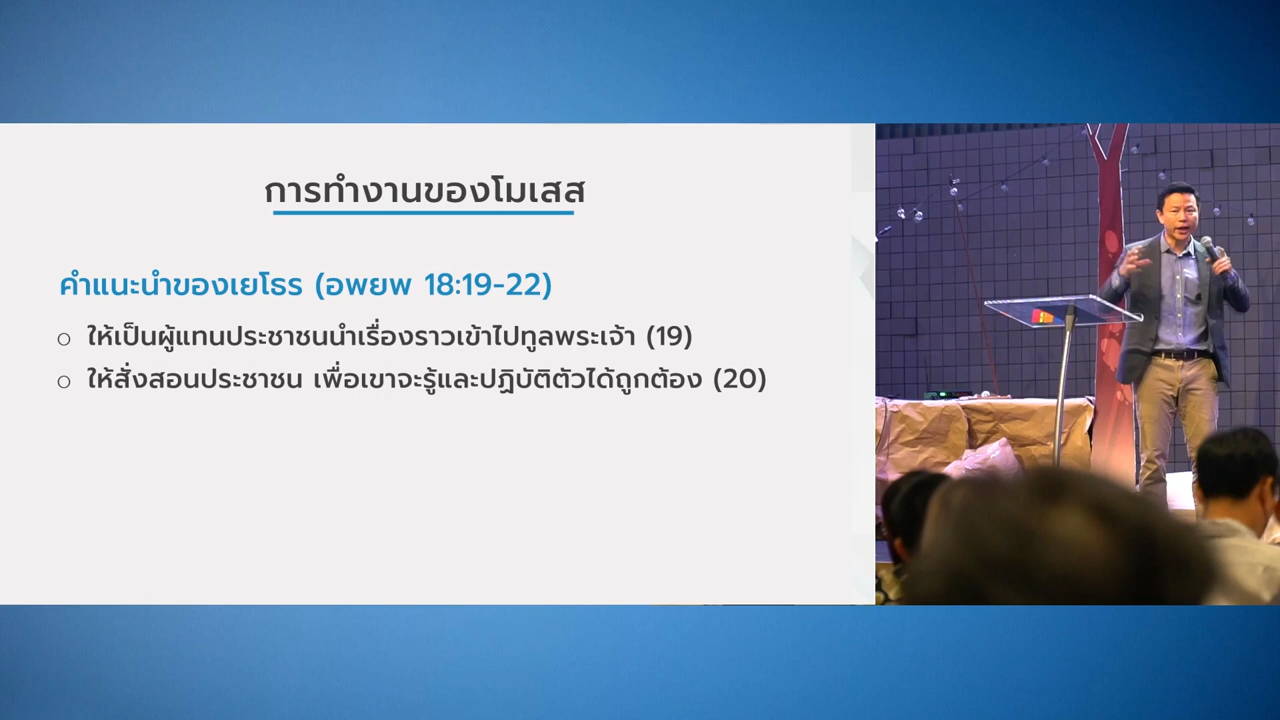 การทำงานของโมเสส
คำแนะนำของเยโธร (อพยพ 18:19-22)
○ ให้เป็นผู้แทนประชาชนนำเรื่องราวเข้าไปทูลพระเจ้า (19)
○ ให้สั่งสอนประชาชน เพื่อเขาจะรู้และปฏิบัติตัวได้ถูกต้อง (20)